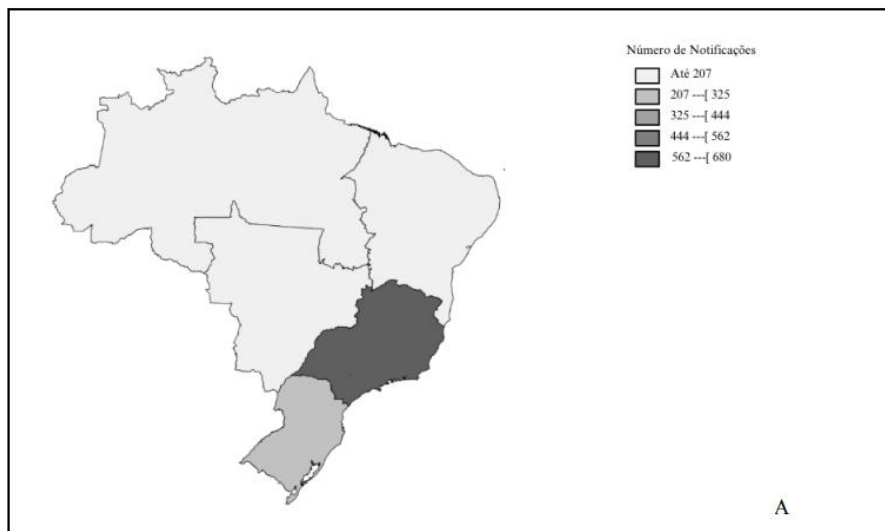 Número de Notificações
Até 207
207 ---[ 325
325 ---[ 444
444 ---[ 562
562 ---[ 680
A